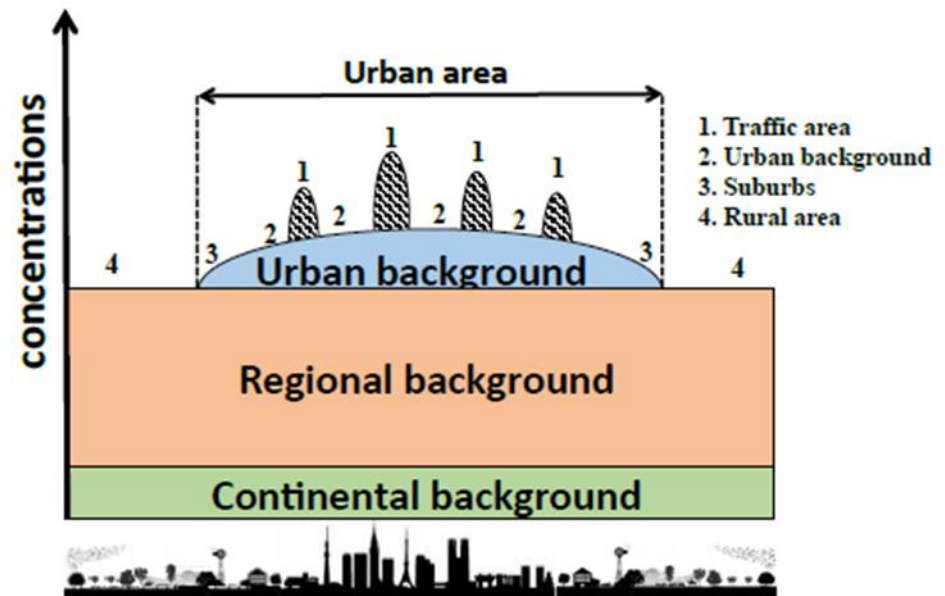 Urban area
concentrations
1. Traffic area
2. Urban background
3. Suburbs
4. Rural area
1
1
1
1
2
2
2
2
3
3
4
4
Urban background
Regional background
Continental background